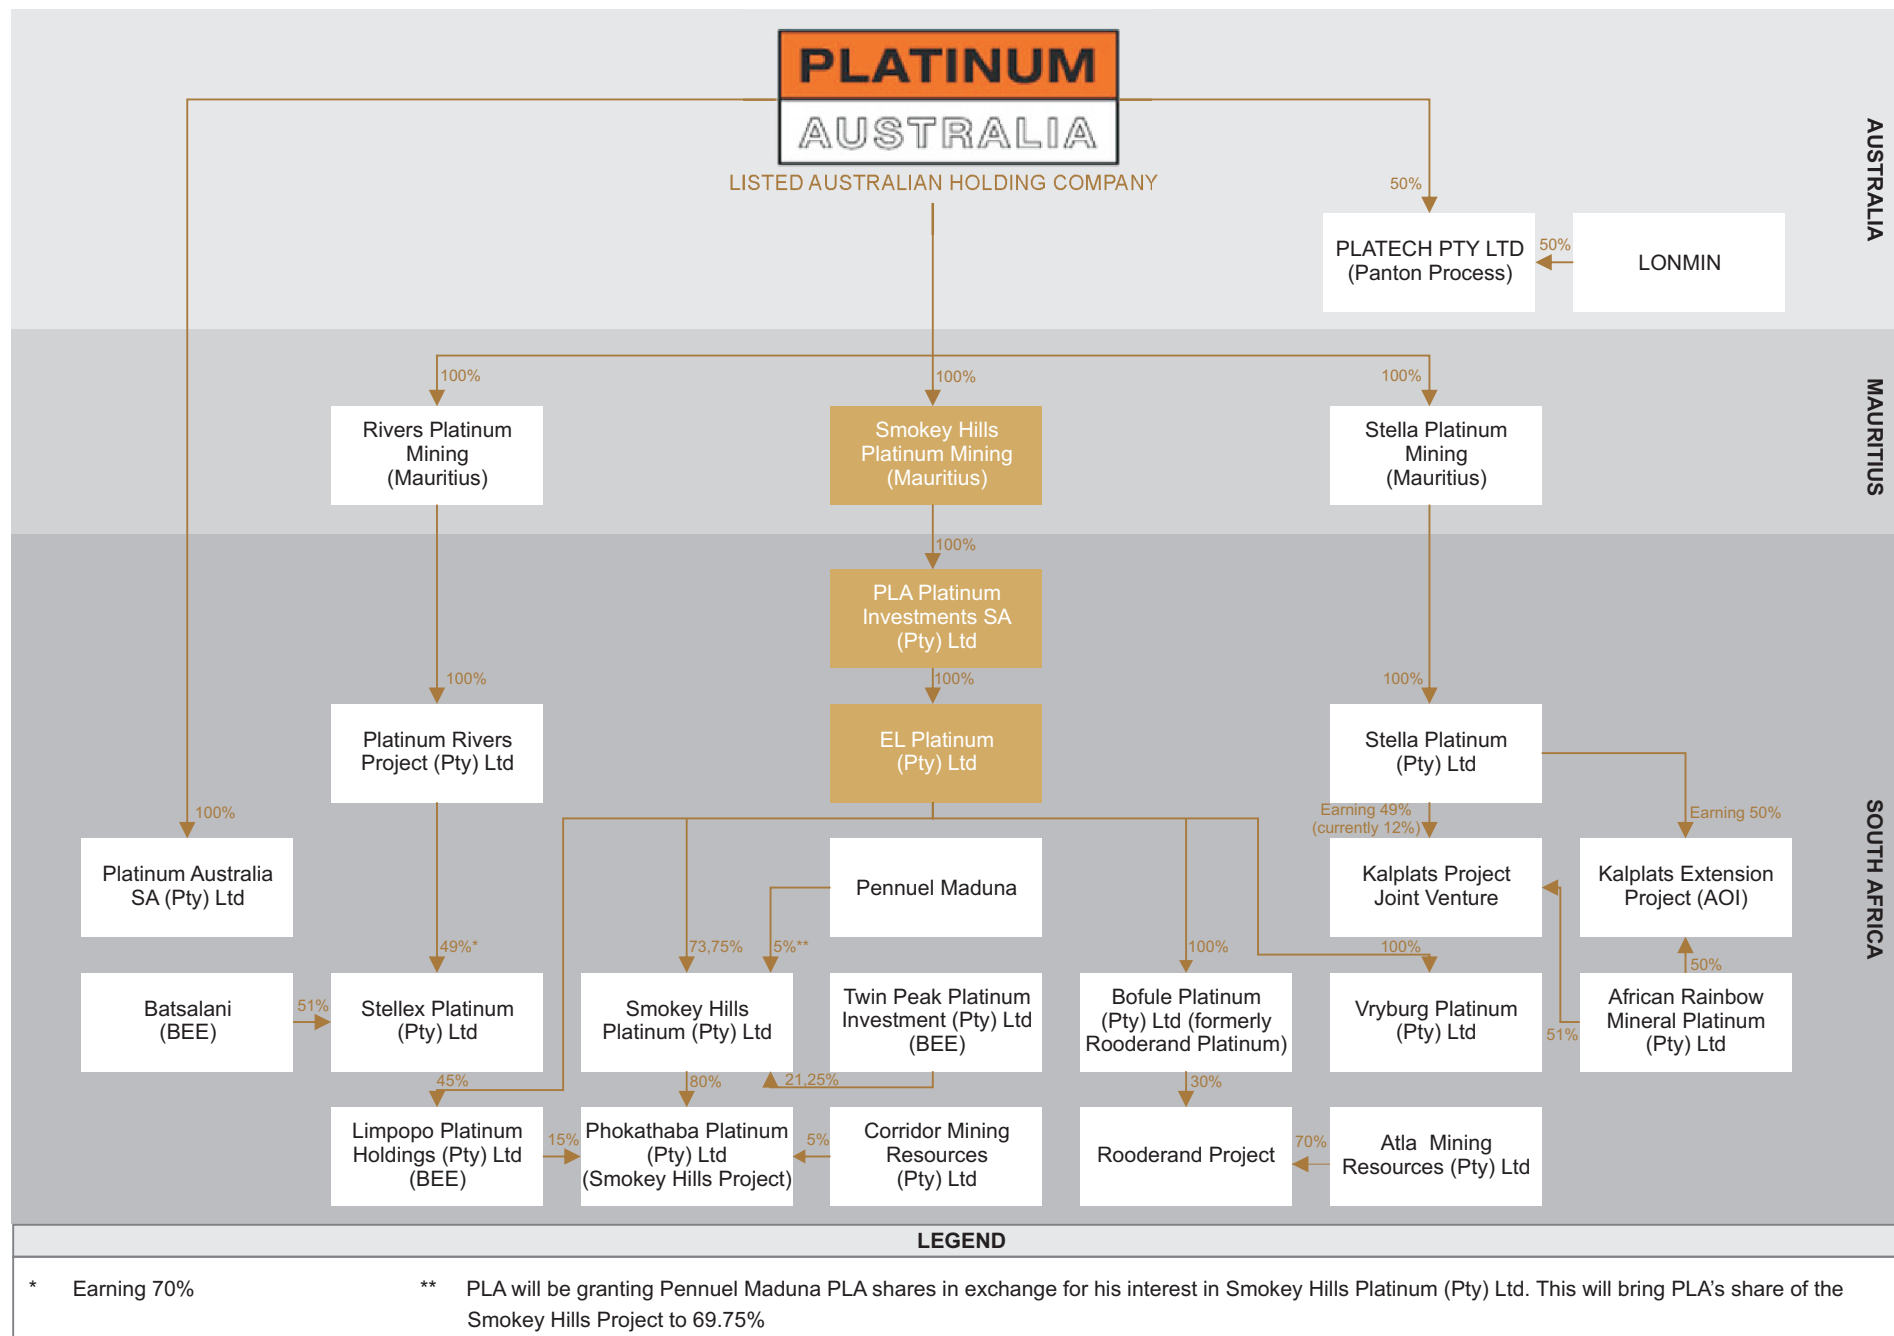 PLATINUM
AUSTRALIA
LISTED AUSTRALIAN HOLDING COMPANY
AUSTRALIA
50%
PLATECH PTY LTD
(Panton Process)
50%
LONMIN
MAURITIUS
100%
100%
100%
Rivers Platinum
Mining
(Mauritius)
Smokey Hills
Platinum Mining
(Mauritius)
Stella Platinum
Mining
(Mauritius)
SOUTH AFRICA
100%
PLA Platinum
Investments SA
(Pty) Ltd
100%
100%
100%
Platinum Rivers
Project (Pty) Ltd
EL Platinum
(Pty) Ltd
Stella Platinum
(Pty) Ltd
100%
Earning 49%
(currently 12%)
Earning 50%
Platinum Australia
SA (Pty) Ltd
Pennuel Maduna
Kalplats Project
Joint Venture
Kalplats Extension
Project (AOI)
49%*
73,75%
5%**
100%
100%
50%
Batsalani
(BEE)
51%
Stellex Platinum
(Pty) Ltd
Smokey Hills
Platinum (Pty) Ltd
Twin Peak Platinum
Investment (Pty) Ltd
(BEE)
Bofule Platinum
(Pty) Ltd (formerly
Rooderand Platinum)
Vryburg Platinum
(Pty) Ltd
51%
African Rainbow
Mineral Platinum
(Pty) Ltd
45%
80%
21,25%
30%
Limpopo Platinum
Holdings (Pty) Ltd
(BEE)
15%
Phokathaba Platinum
(Pty) Ltd
(Smokey Hills Project)
5%
Corridor Mining
Resources
(Pty) Ltd
Rooderand Project
70%
Atla Mining
Resources (Pty) Ltd
LEGEND
* Earning 70%
** PLA will be granting Pennuel Maduna PLA shares in exchange for his interest in Smokey Hills Platinum (Pty) Ltd. This will bring PLA's share of the
Smokey Hills Project to 69.75%